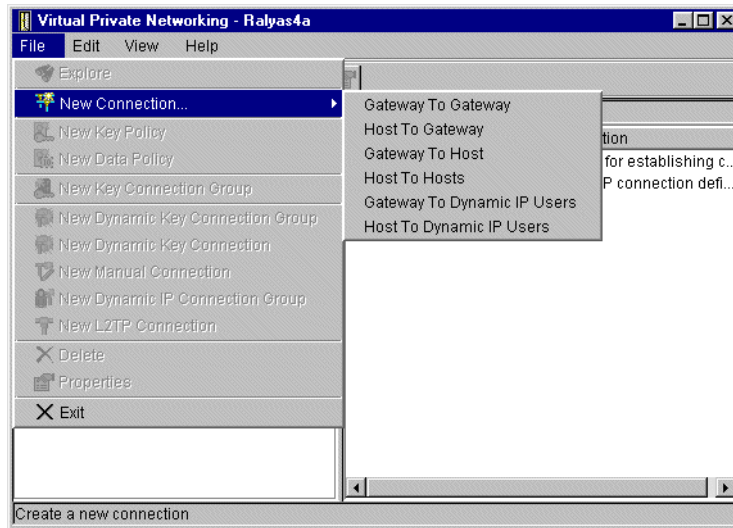 Virtual Private Networking - Ralyas4a
File Edit View Help
Explore
New Connection...
New Key Policy
New Data Policy
New Key Connection Group
New Dynamic Key Connection Group
New Dynamic Key Connection
New Manual Connection
New Dynamic IP Connection Group
New L2TP Connection
Delete
Properties
Exit
Gateway To Gateway
Host To Gateway
Gateway To Host
Host To Hosts
Gateway To Dynamic IP Users
Host To Dynamic IP Users
tion
for establishing c...
P connection defi...
Create a new connection